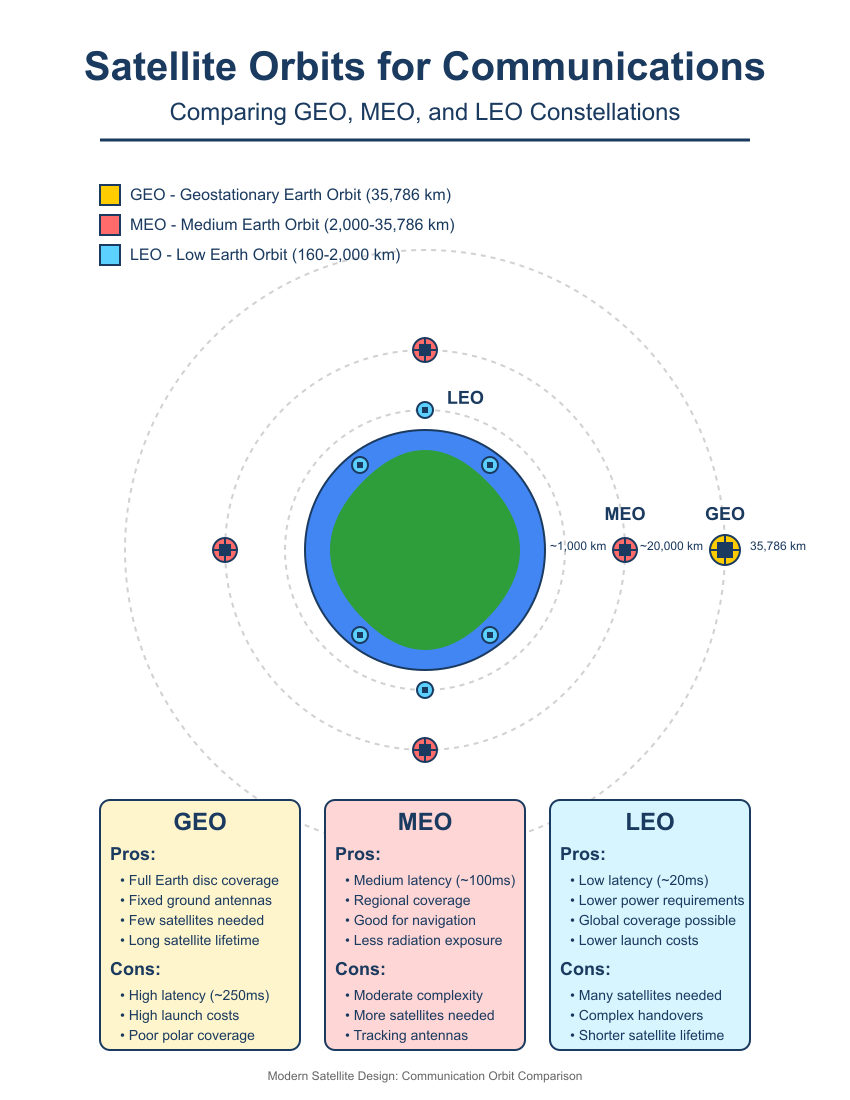 Satellite Orbits for Communications
Comparing GEO, MEO, and LEO Constellations
GEO - Geostationary Earth Orbit (35,786 km)
MEO - Medium Earth Orbit (2,000-35,786 km)
LEO - Low Earth Orbit (160-2,000 km)
LEO
MEO
GEO
~1,000 km
~20,000 km
35,786 km
GEO
Pros:
• Full Earth disc coverage
• Fixed ground antennas
• Few satellites needed
• Long satellite lifetime
Cons:
• High latency (~250ms)
• High launch costs
• Poor polar coverage
MEO
Pros:
• Medium latency (~100ms)
• Regional coverage
• Good for navigation
• Less radiation exposure
Cons:
• Moderate complexity
• More satellites needed
• Tracking antennas
LEO
Pros:
• Low latency (~20ms)
• Lower power requirements
• Global coverage possible
• Lower launch costs
Cons:
• Many satellites needed
• Complex handovers
• Shorter satellite lifetime
Modern Satellite Design: Communication Orbit Comparison